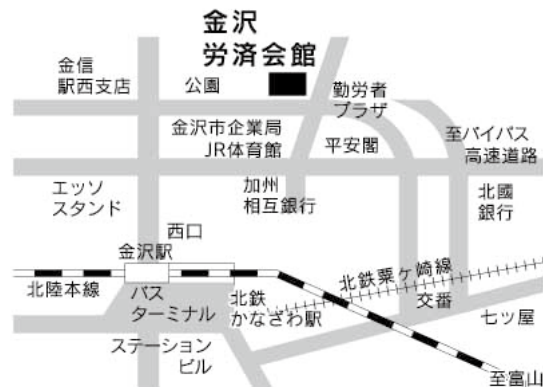 金沢
労済会館
金信
駅西支店
公園
勤労者
プラザ
金沢市企業局
JR体育館
平安閣
至バイパス
高速道路
エッソ
スタンド
加州
相互銀行
北國
銀行
西口
金沢駅
北陸本線
バス
ターミナル
北鉄
かなざわ駅
北鉄粟ヶ崎線
交番
七ッ屋
ステーション
ビル
至富山